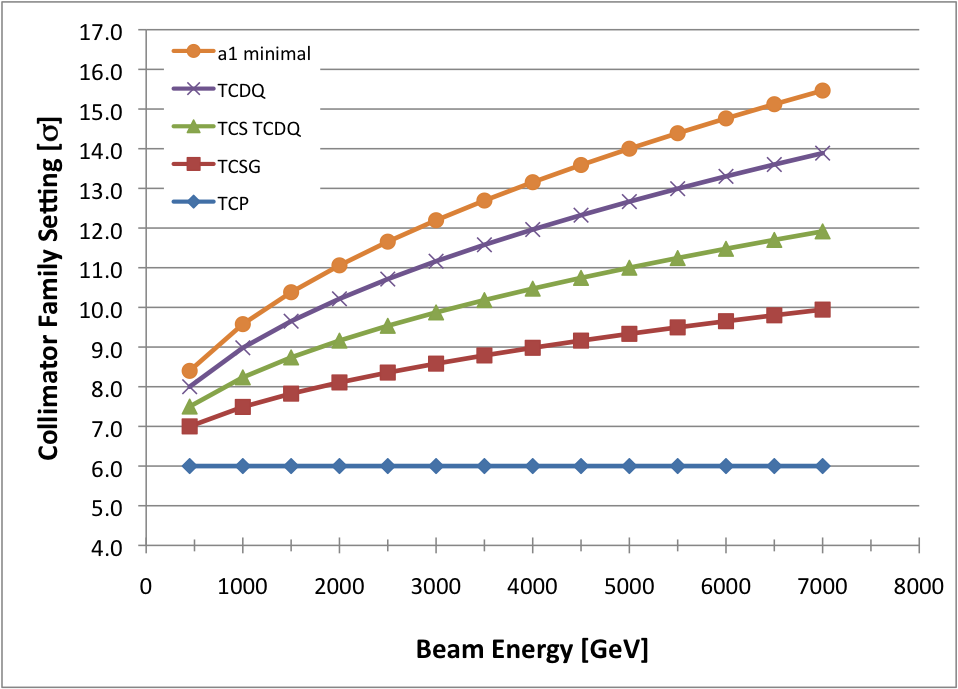 17.0
16.0
15.0
14.0
13.0
12.0
11.0
10.0
9.0
8.0
7.0
6.0
5.0
4.0
Collimator Family Setting [σ]
a1 minimal
TCDQ
TCS TCDQ
TCSG
TCP
0 1000 2000 3000 4000 5000 6000 7000 8000
Beam Energy [GeV]